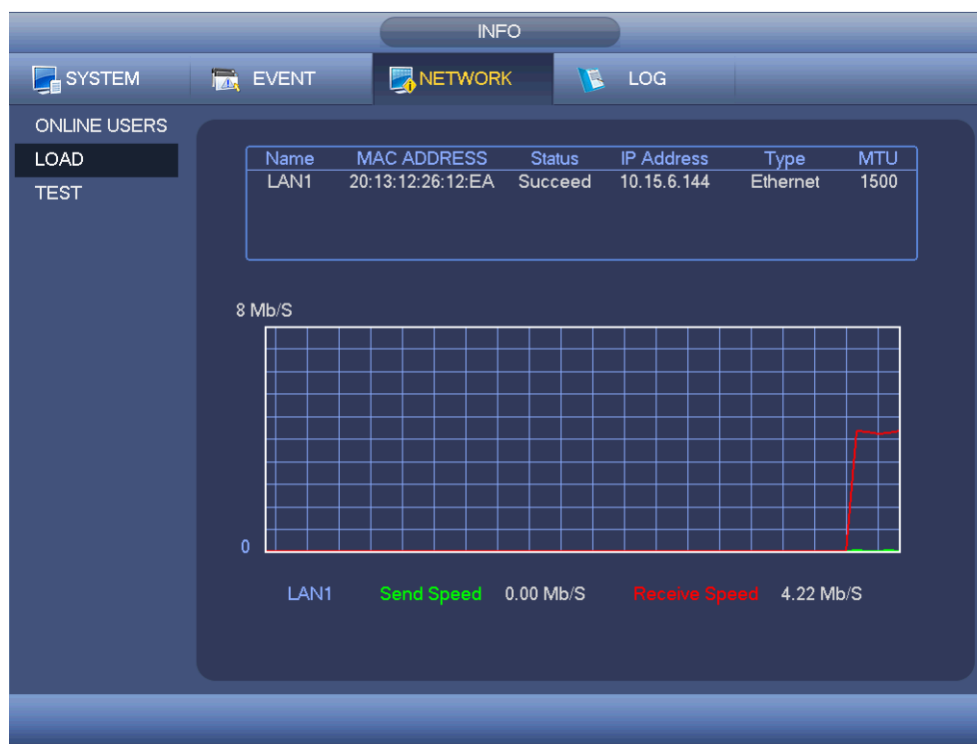 INFO
SYSTEM EVENT NETWORK LOG
ONLINE USERS
LOAD
TEST
Name MAC ADDRESS Status IP Address Type MTU
LAN1 20:13:12:26:12:EA Succeed 10.15.6.144 Ethernet 1500
8 Mb/S
0
LAN1 Send Speed 0.00 Mb/S Receive Speed 4.22 Mb/S